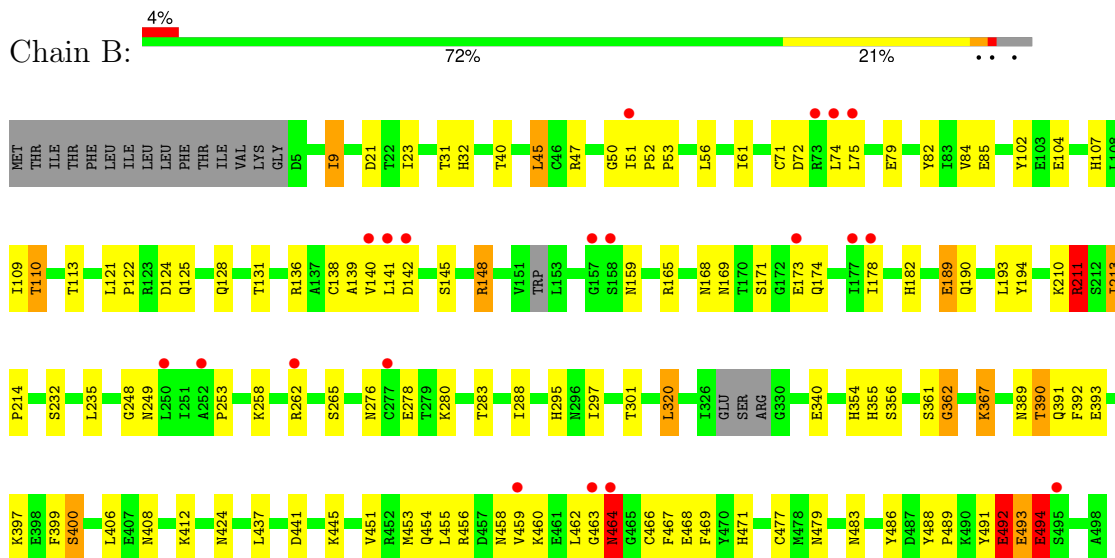 4%
Chain B:
72% 21% • • •
MET THR ILE THR PHE LEU ILE LEU LEU PHE THR ILE VAL LYS GLY D5 I9 D21 T22 I23 T31 H32 T40 L45 C46 R47 G50 I51 P52 P53 L56 I61 C71 D72 R73 L74 L75 E79 Y82 I83 V84 E85 Y102 E103 E104 H107 I108
I109 T110 T113 L121 P122 R123 D124 Q125 Q128 T131 R136 A137 C138 A139 V140 L141 D142 S145 R148 V151 TRP L153 G157 S158 N159 R165 N168 N169 T170 S171 G172 E173 Q174 I177 I178 H182 E189 Q190 L193 Y194 K210 R211 S212 I213
P214 S232 L235 G248 N249 L250 I251 A252 P253 K258 R262 S265 N276 C277 E278 T279 K280 T283 I288 H295 N296 I297 T301 L320 I326 GLU SER ARG G330 E340 H354 H355 S356 S361 G362 K367 N389 T390 Q391 F392 E393
K397 E398 F399 S400 L406 E407 N408 K412 N424 L437 D441 K445 V451 R452 M453 Q454 L455 R456 D457 N458 V459 K460 E461 L462 G463 N464 G465 C466 F467 E468 F469 Y470 H471 C477 M478 N479 N483 Y486 D487 Y488 P489 K490 Y491 E492 E493 E494 S495 A498